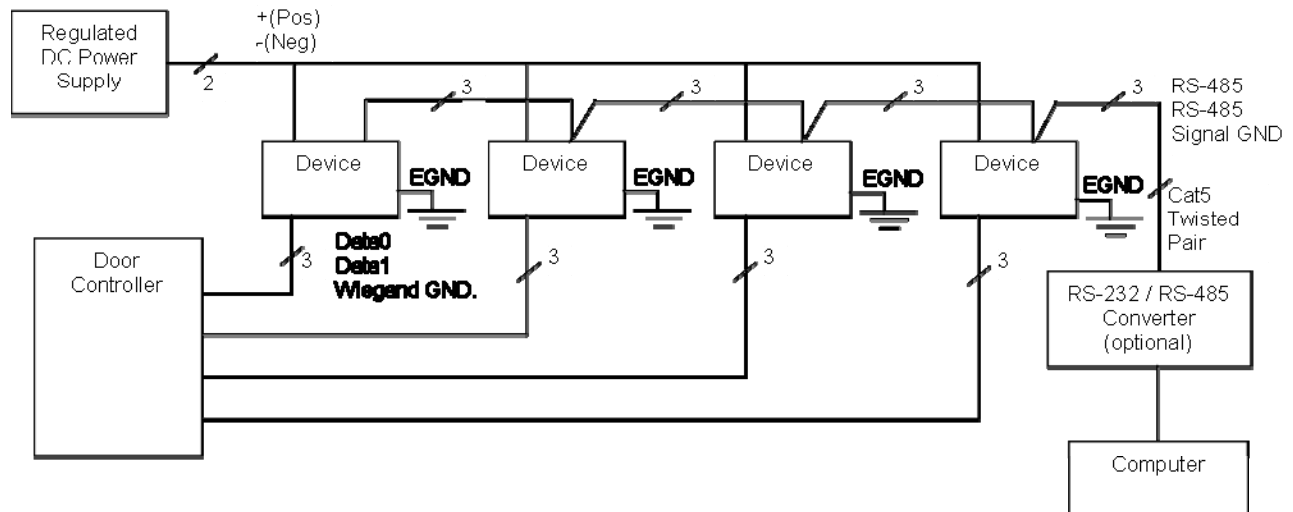 Regulated
DC Power
Supply
+(Pos)
-(Neg)
2
3
3
3
3
RS-485
RS-485
Signal GND
Device
Device
Device
Device
EGND
EGND
EGND
EGND
Cat5
Twisted
Pair
Door
Controller
3
Data0
Data1
Wiegand GND.
3
3
3
RS-232 / RS-485
Converter
(optional)
Computer